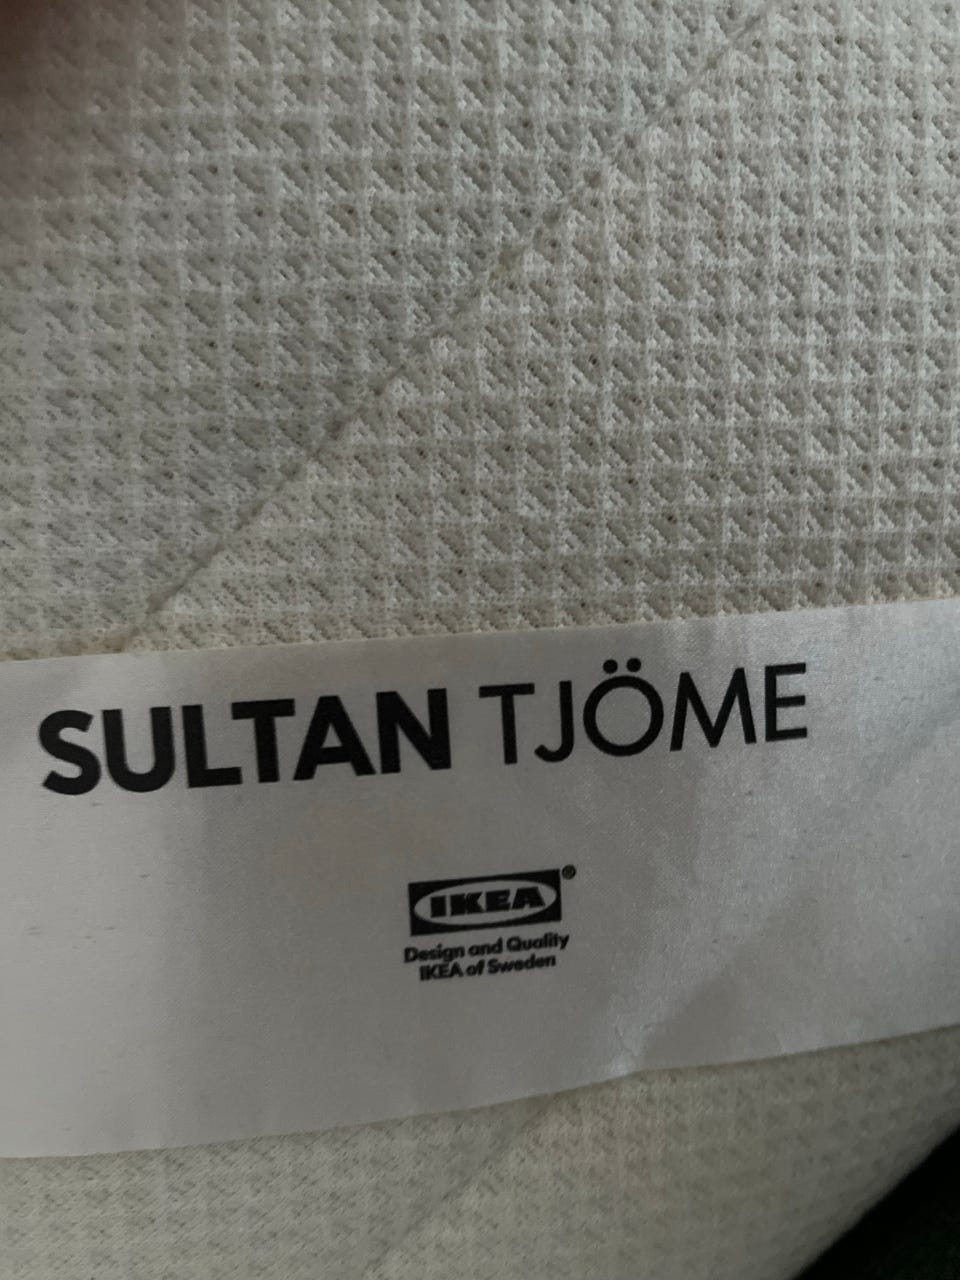 SULTAN TJÖME
IKEA®
Design and Quality
IKEA of Sweden